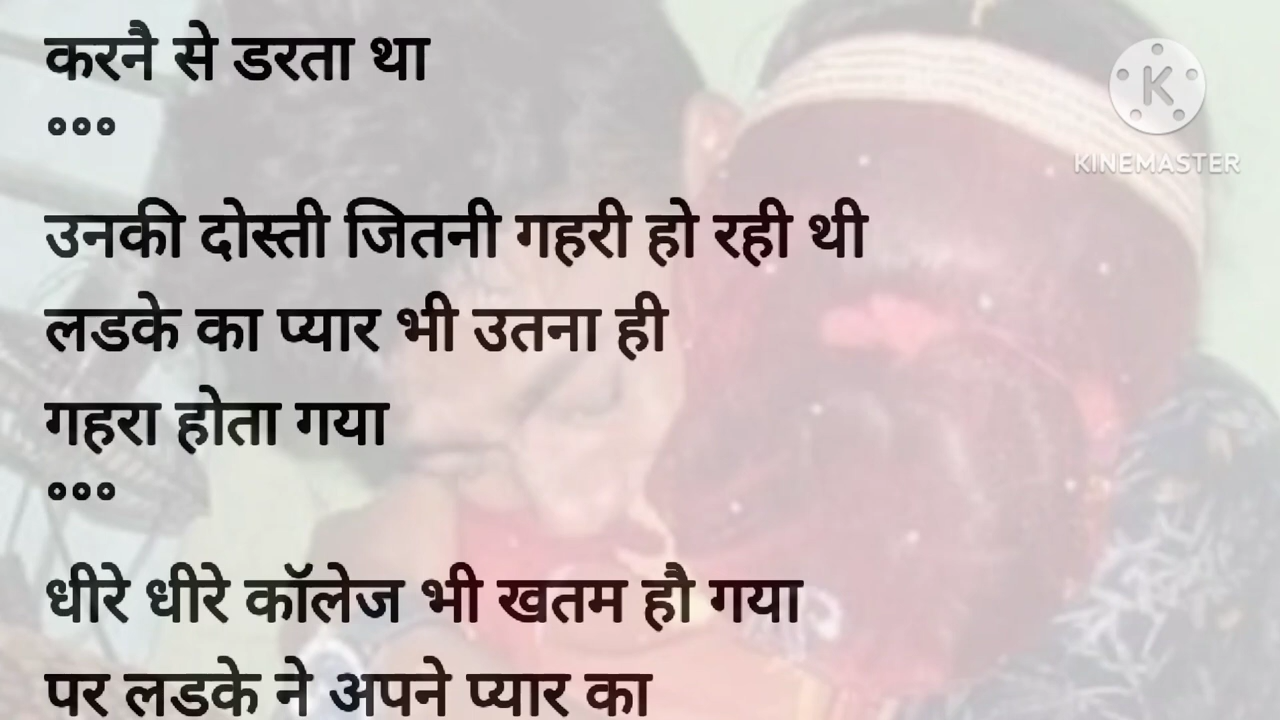 करनै से डरता था
°°°
उनकी दोस्ती जितनी गहरी हो रही थी
लडके का प्यार भी उतना ही
गहरा होता गया
°°°
धीरे धीरे कॉलेज भी खतम हौ गया
पर लडके ने अपने प्यार का
K
KINEMASTER